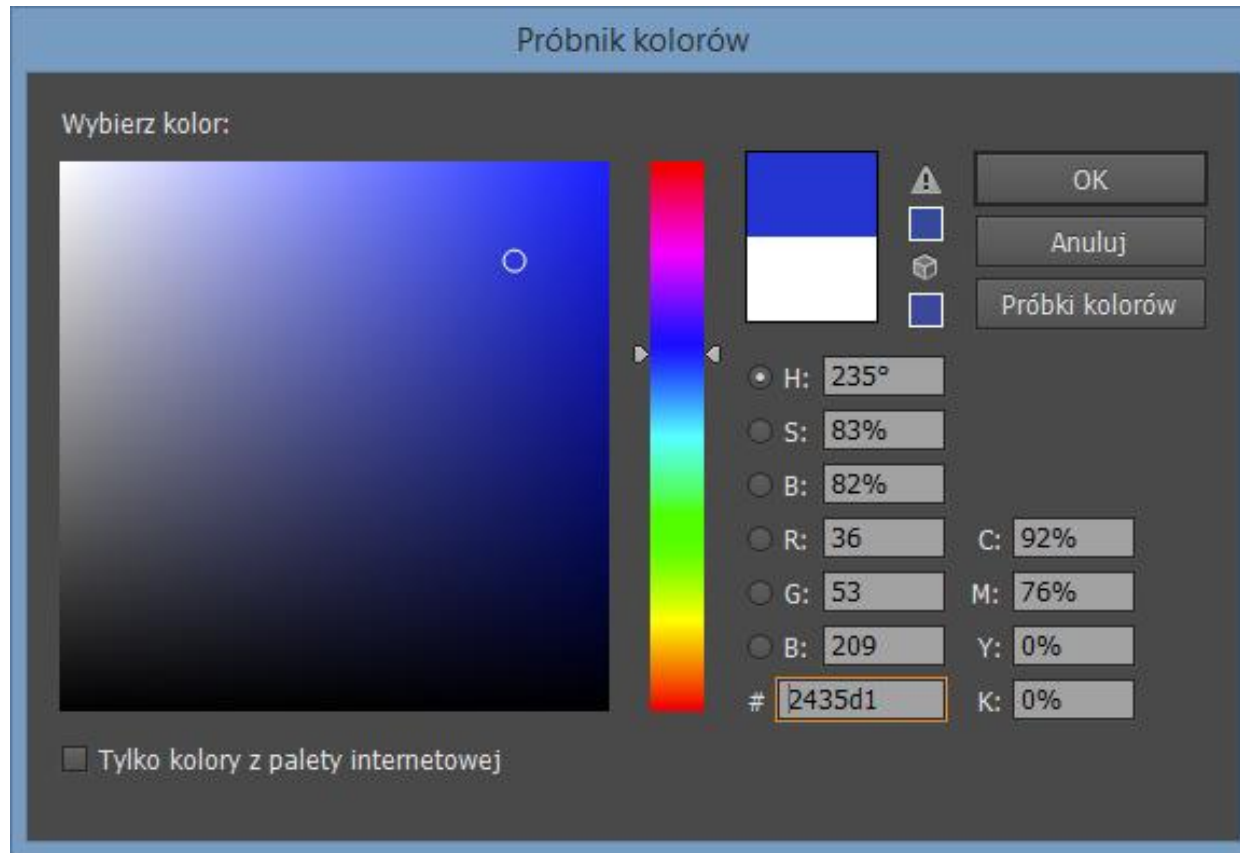 Próbnik kolorów
Wybierz kolor:
OK
Anuluj
Próbki kolorów
H: 235°
S: 83%
B: 82%
R: 36 C: 92%
G: 53 M: 76%
B: 209 Y: 0%
# 2435d1 K: 0%
Tylko kolory z palety internetowej